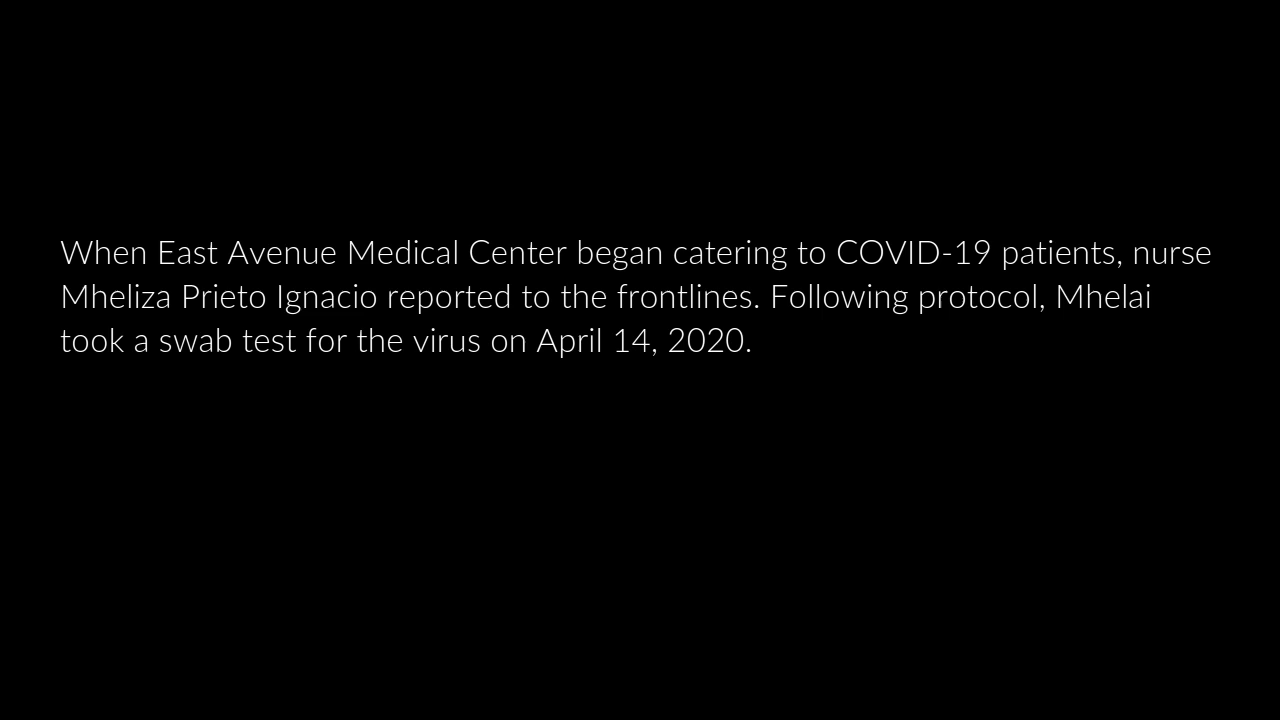 When East Avenue Medical Center began catering to COVID-19 patients, nurse
Mheliza Prieto Ignacio reported to the frontlines. Following protocol, Mhelai
took a swab test for the virus on April 14, 2020.